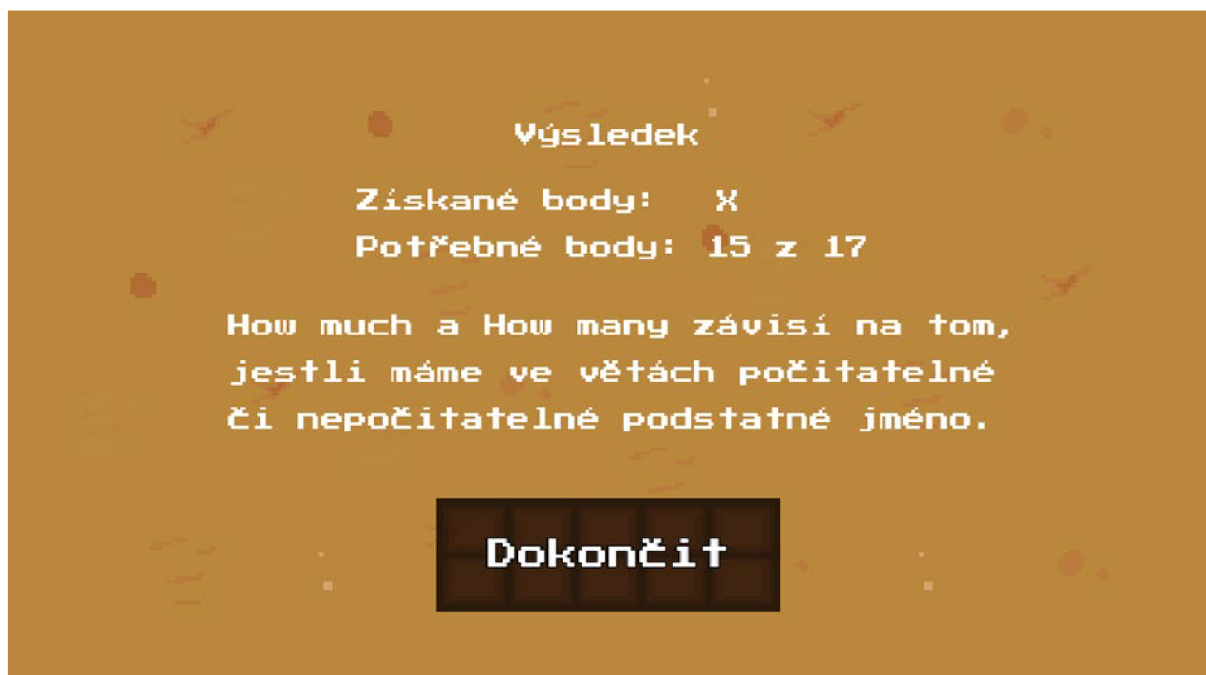 Výsledek
Získané body: X
Potřebné body: 15 z 17
How much a How many závisí na tom,
jestli máme ve větách počitatelné
či nepočitatelné podstatné jméno.
Dokončit